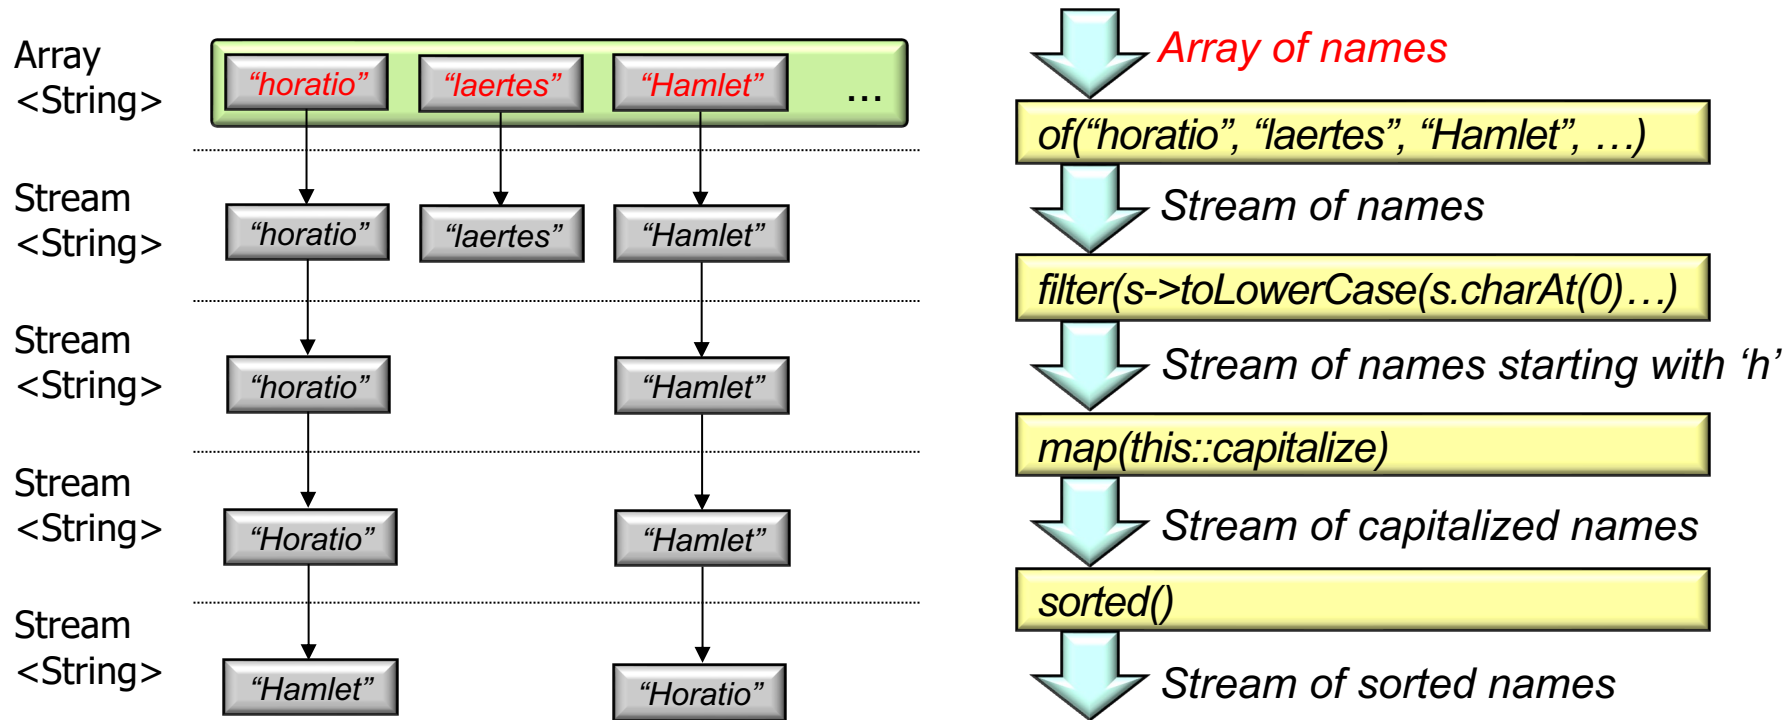 Array
<String>
“horatio”
“laertes”
“Hamlet”
...
Stream
<String>
“horatio”
“laertes”
“Hamlet”
Stream
<String>
“horatio”
“Hamlet”
Stream
<String>
“Horatio”
“Hamlet”
Stream
<String>
“Hamlet”
“Horatio”
Array of names
of(“horatio”, “laertes”, “Hamlet”, …)
Stream of names
filter(s->toLowerCase(s.charAt(0)…)
Stream of names starting with ‘h’
map(this::capitalize)
Stream of capitalized names
sorted()
Stream of sorted names